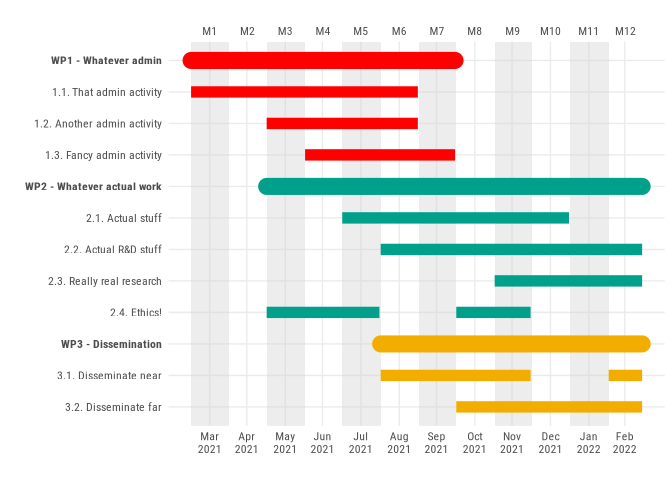 M1 M2 M3 M4 M5 M6 M7 M8 M9 M10 M11 M12
WP1 - Whatever admin
1.1. That admin activity
1.2. Another admin activity
1.3. Fancy admin activity
WP2 - Whatever actual work
2.1. Actual stuff
2.2. Actual R&D stuff
2.3. Really real research
2.4. Ethics!
WP3 - Dissemination
3.1. Disseminate near
3.2. Disseminate far
Mar Apr May Jun Jul Aug Sep Oct Nov Dec Jan Feb
2021 2021 2021 2021 2021 2021 2021 2021 2021 2021 2022 2022